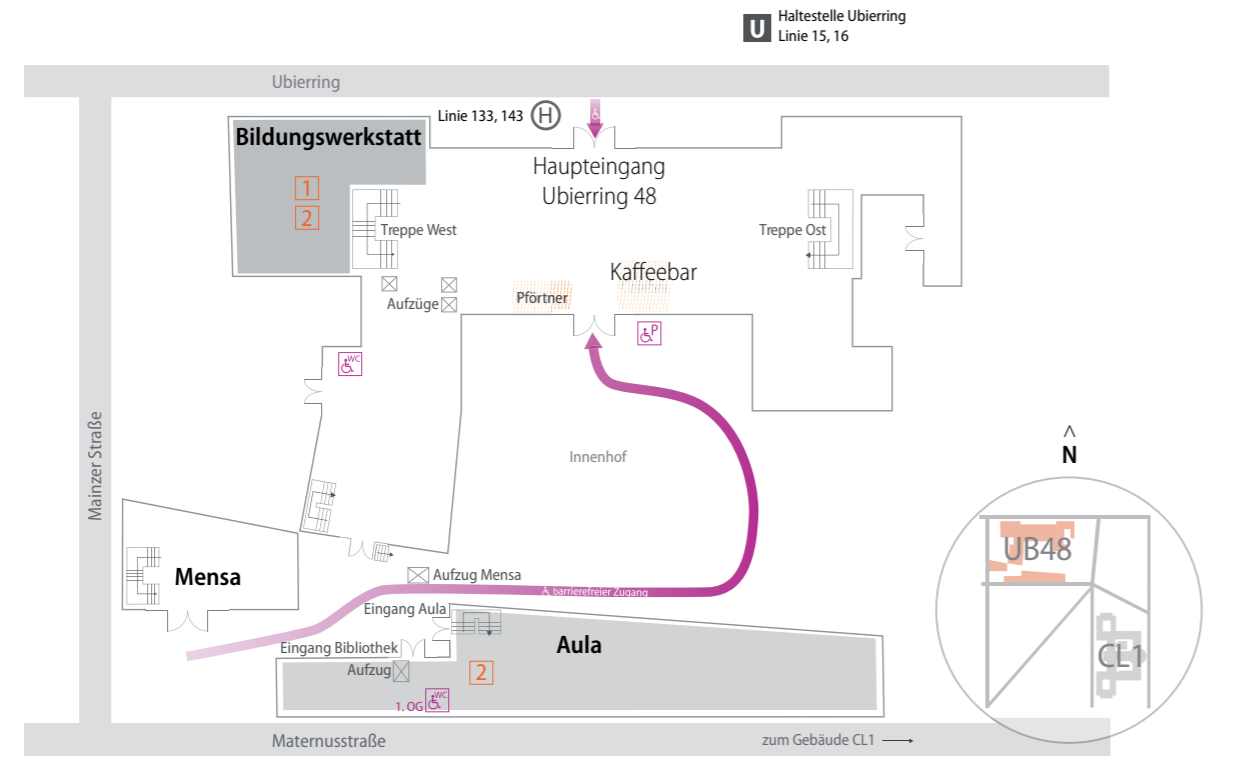 U
Haltestelle Ubierring
Linie 15, 16
Ubierring
Linie 133, 143
H
Bildungswerkstatt
1
2
Haupteingang
Ubierring 48
Treppe West
Treppe Ost
Kaffeebar
Pförtner
Aufzüge
P
WC
Mainzer Straße
Innenhof
^
N
UB48
CL1
Mensa
Aufzug Mensa
barrierefreier Zugang
Eingang Aula
Eingang Bibliothek
Aula
Aufzug
2
WC
1. OG
Maternusstraße
zum Gebäude CL1